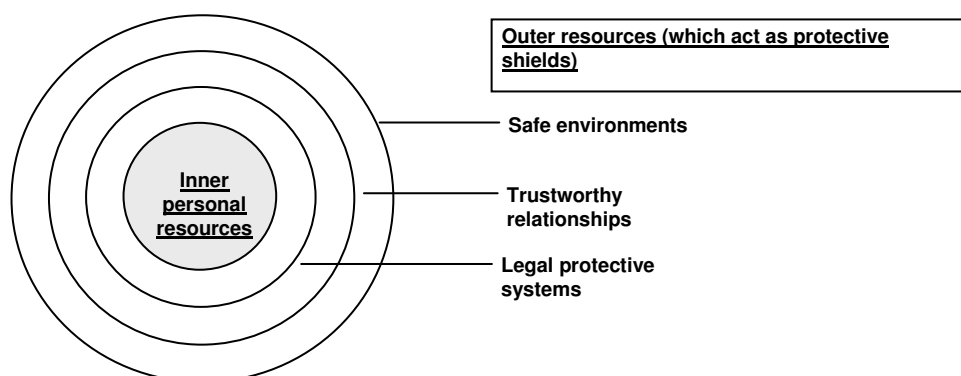 Outer resources (which act as protective
shields)
Safe environments
Inner
personal
resources
Trustworthy
relationships
Legal protective
systems